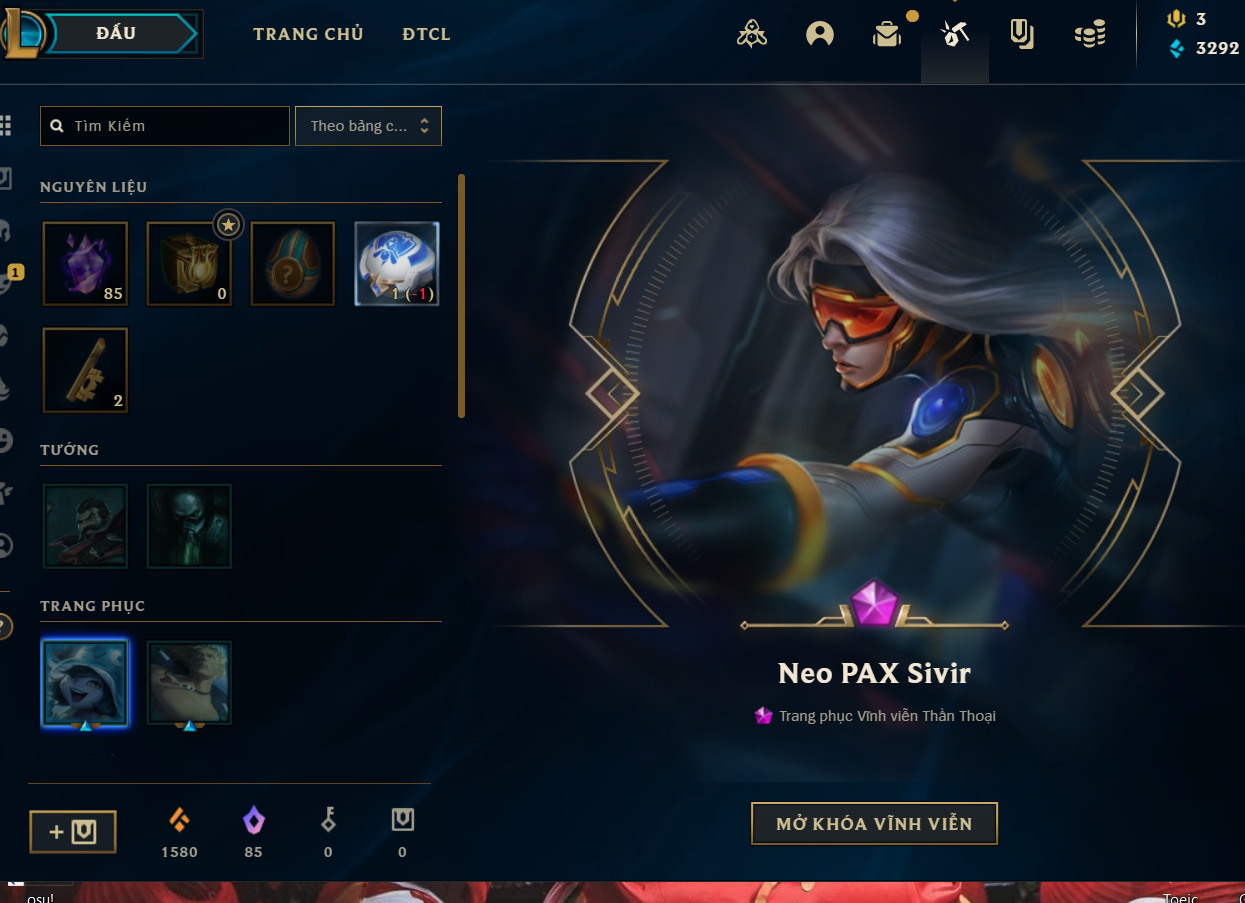 ĐẤU
TRANG CHỦ
ĐTCL
3
3292
Tìm Kiếm
Theo bảng c...
NGUYÊN LIỆU
85
0
?
1 (-1)
1
2
TƯỚNG
TRANG PHỤC
Neo PAX Sivir
Trang phục Vĩnh viễn Thần Thoại
MỞ KHÓA VĨNH VIỄN
1580
85
0
0
osu!
Toeic